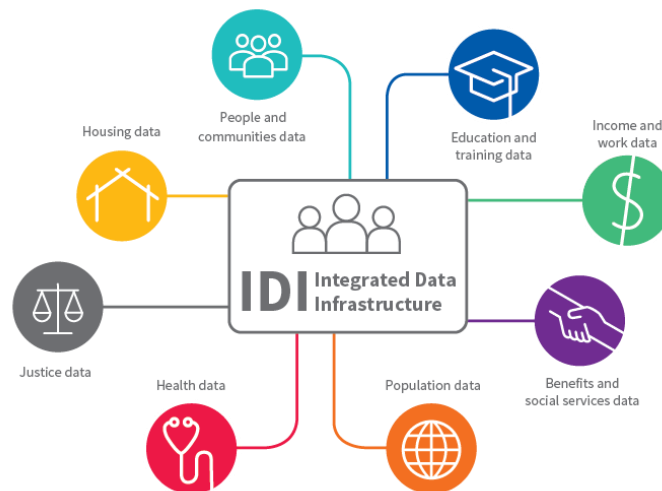 People and
communities data
Education and
training data
Income and
work data
Housing data
IDI
Integrated Data
Infrastructure
Justice data
Health data
Population data
Benefits and
social services data